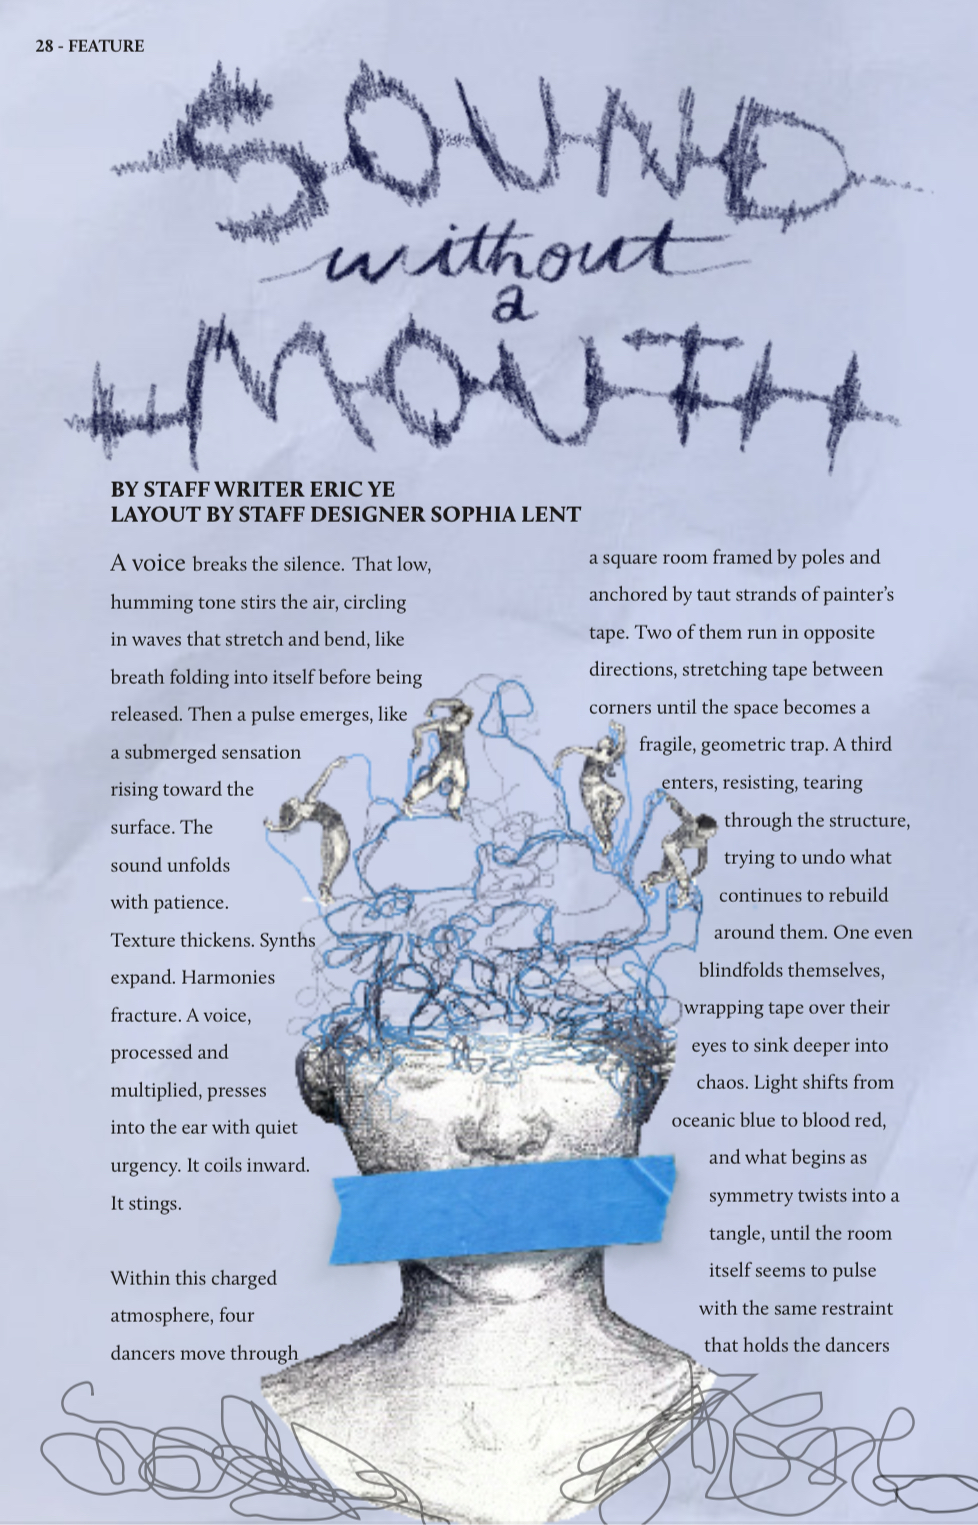 28 - FEATURE
SOUND
without
a
MOUTH
BY STAFF WRITER ERIC YE
LAYOUT BY STAFF DESIGNER SOPHIA LENT
A voice breaks the silence. That low,
humming tone stirs the air, circling
in waves that stretch and bend, like
breath folding into itself before being
released. Then a pulse emerges, like
a submerged sensation
rising toward the
surface. The
sound unfolds
with patience.
Texture thickens. Synths
expand. Harmonies
fracture. A voice,
processed and
multiplied, presses
into the ear with quiet
urgency. It coils inward.
It stings.
Within this charged
atmosphere, four
dancers move through
a square room framed by poles and
anchored by taut strands of painter’s
tape. Two of them run in opposite
directions, stretching tape between
corners until the space becomes a
fragile, geometric trap. A third
enters, resisting, tearing
through the structure,
trying to undo what
continues to rebuild
around them. One even
blindfolds themselves,
wrapping tape over their
eyes to sink deeper into
chaos. Light shifts from
oceanic blue to blood red,
and what begins as
symmetry twists into a
tangle, until the room
itself seems to pulse
with the same restraint
that holds the dancers